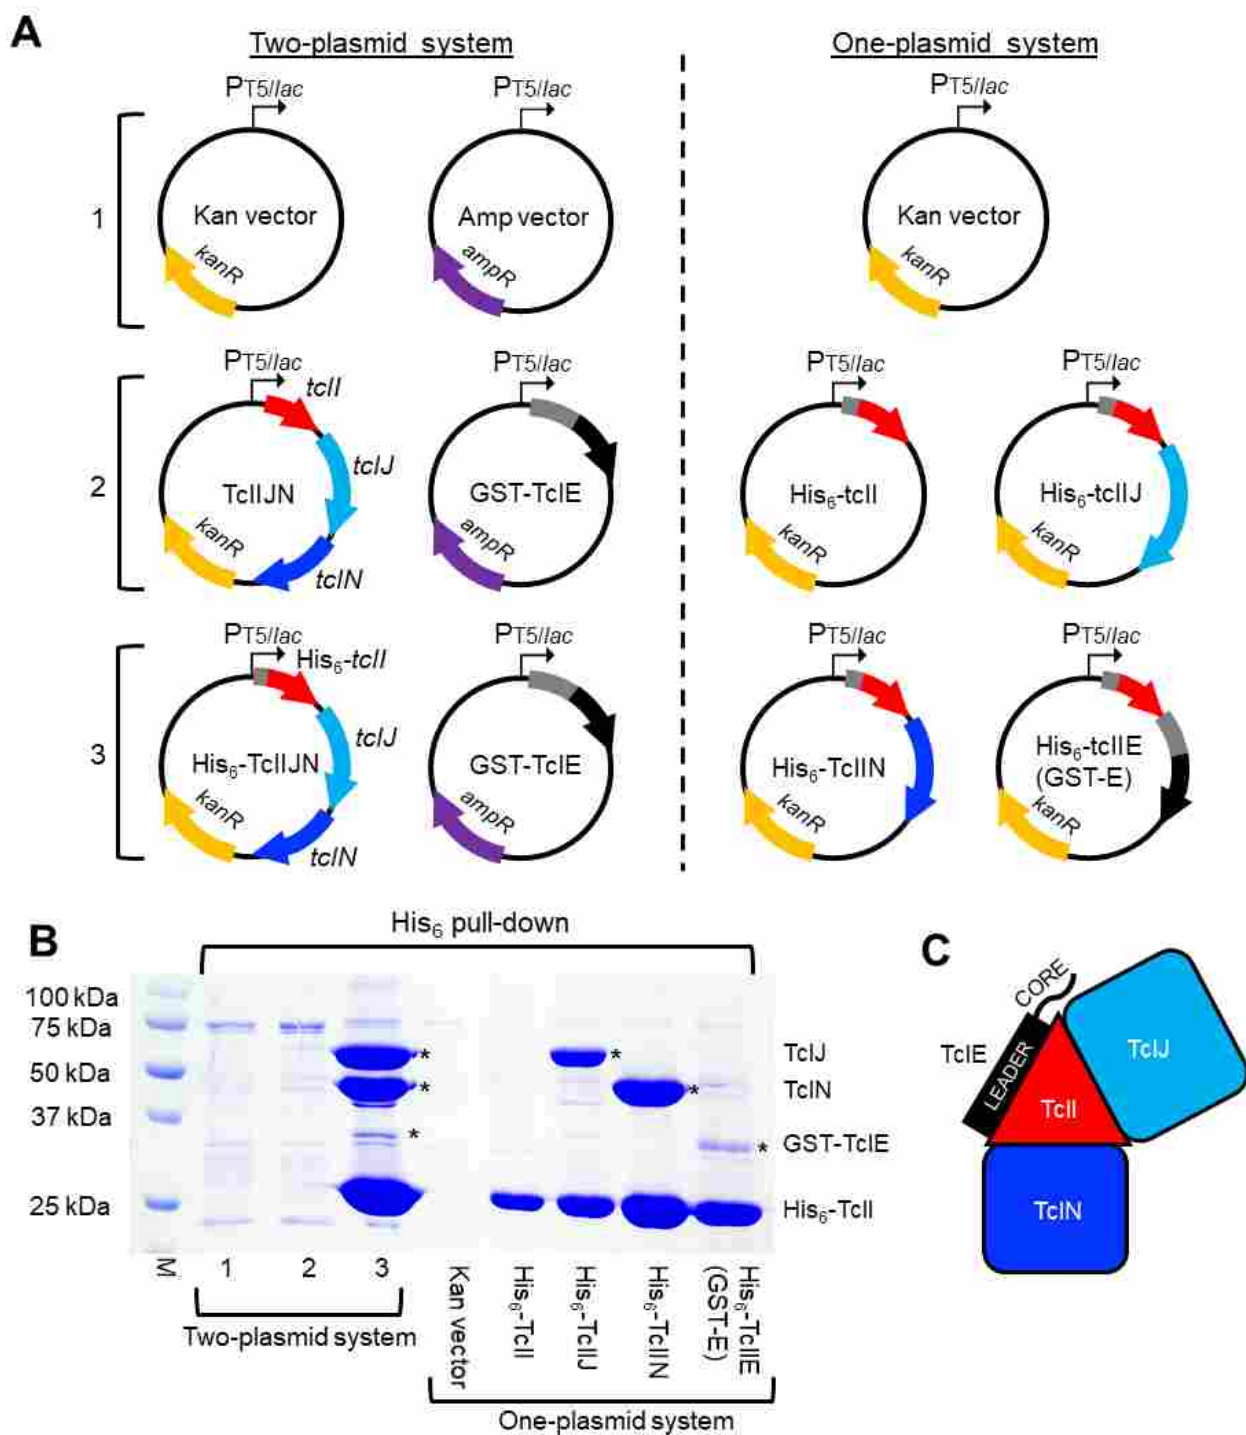 A
Two-plasmid system
One-plasmid system
PT5/lac
PT5/lac
PT5/lac
1
Kan vector
Amp vector
Kan vector
kanR
ampR
kanR
PT5/lac
PT5/lac
PT5/lac
PT5/lac
tclI
tclJ
2
TclIJN
GST-TclE
His6-tclI
His6-tclIJ
kanR
ampR
kanR
kanR
tclN
PT5/lac
PT5/lac
PT5/lac
PT5/lac
His6-tclI
tclJ
3
His6-TclIJN
GST-TclE
His6-TclIN
His6-tclIE
(GST-E)
kanR
ampR
kanR
kanR
tclN
His6 pull-down
B
C
100 kDa
75 kDa
50 kDa
37 kDa
25 kDa
*
*
*
*
*
*
TclJ
TclN
GST-TclE
His6-TclI
CORE
TclE
LEADER
TclI
TclJ
TclN
M
1
2
3
Kan vector
His6-TclI
His6-TclIJ
His6-TclIN
His6-TclIE
(GST-E)
Two-plasmid system
One-plasmid system